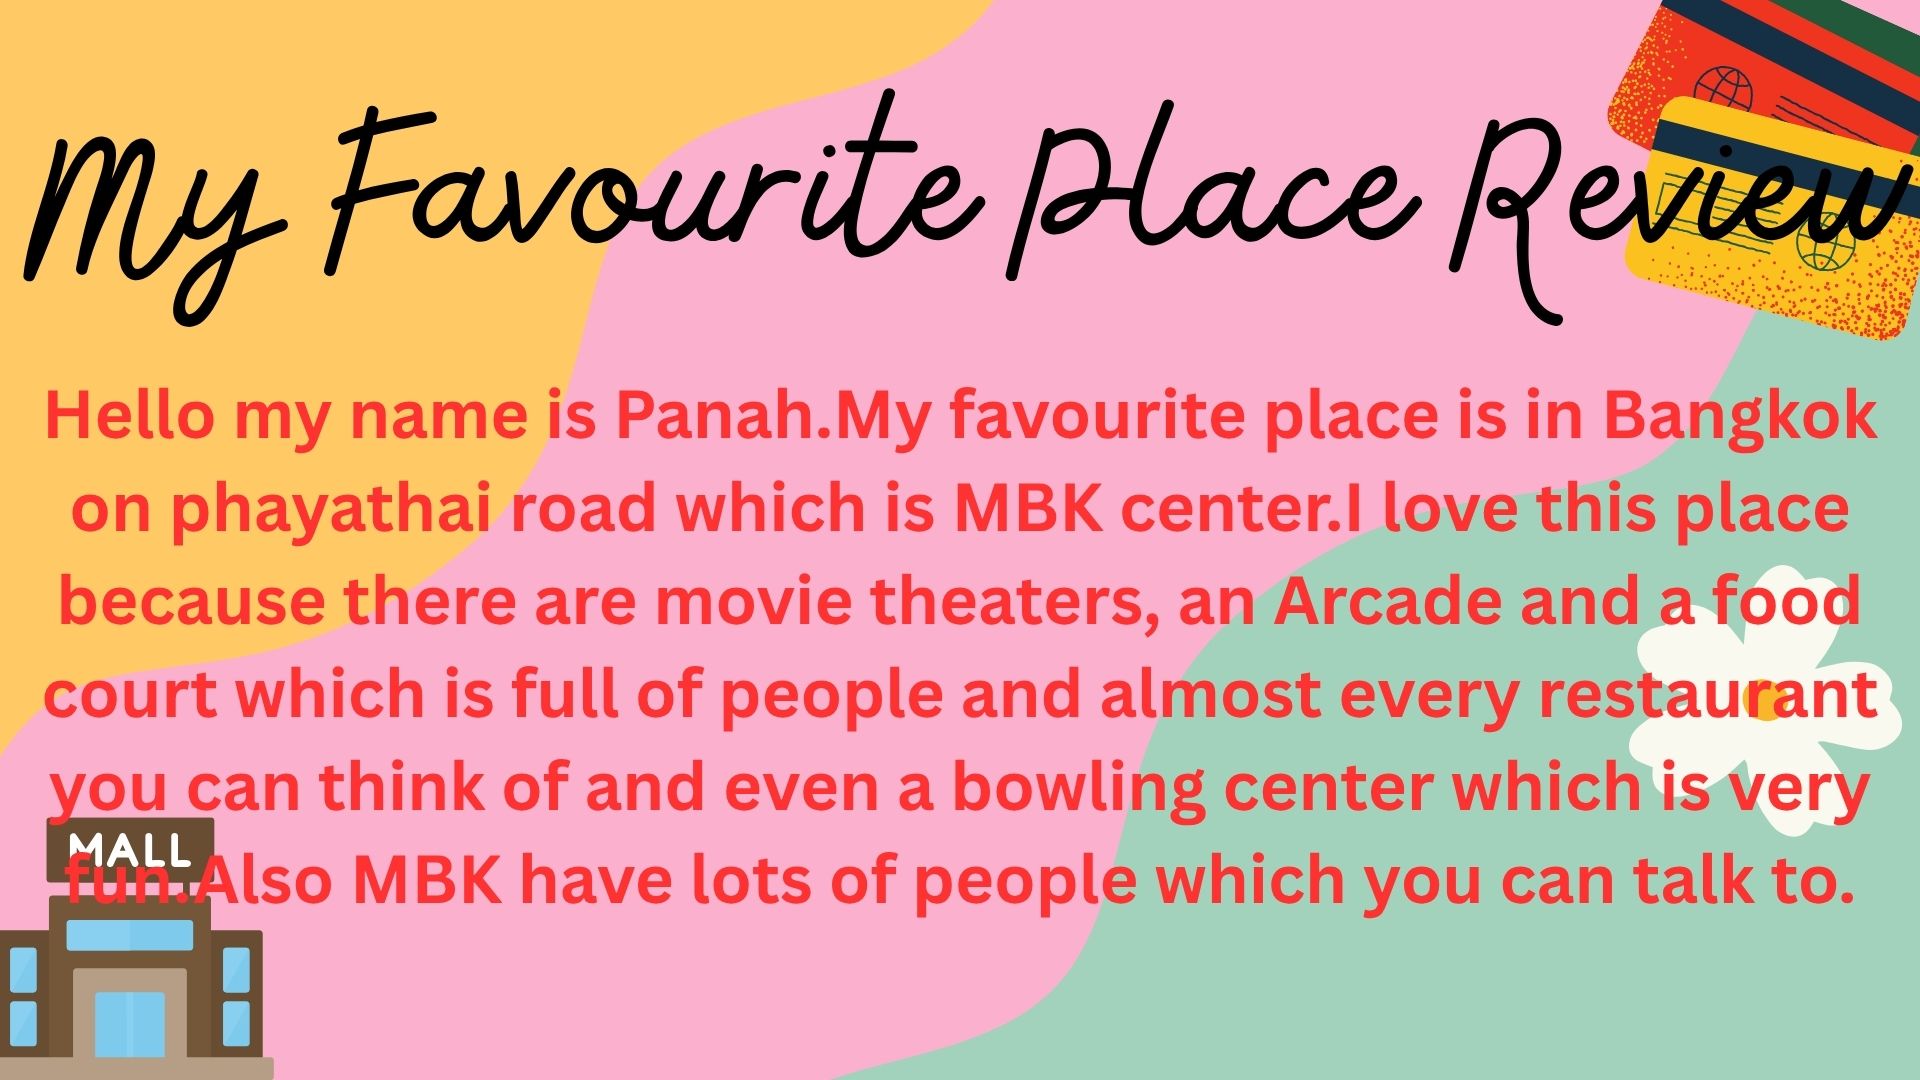 My Favourite Place Review
Hello my name is Panah.My favourite place is in Bangkok
on phayathai road which is MBK center.I love this place
because there are movie theaters, an Arcade and a food
court which is full of people and almost every restaurant
you can think of and even a bowling center which is very
fun.Also MBK have lots of people which you can talk to.
MALL